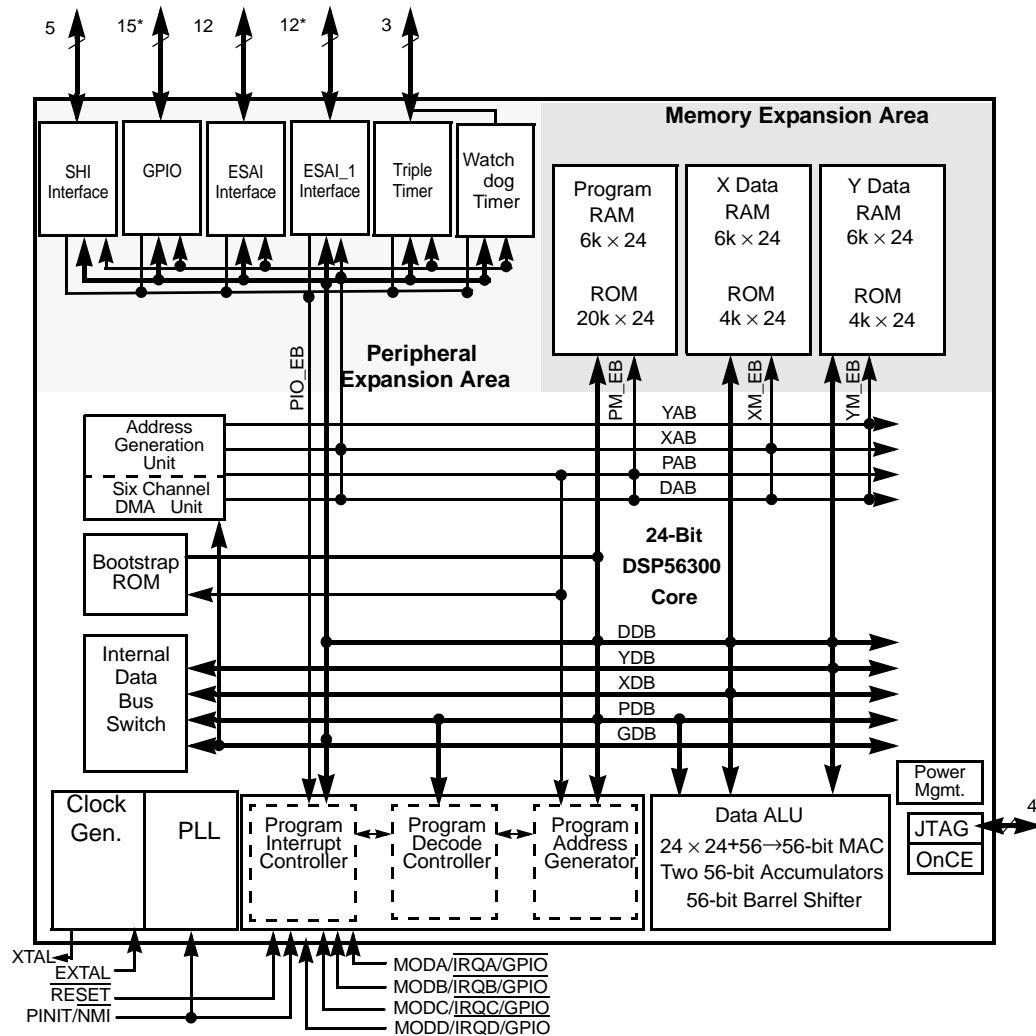 5
15*
12
12*
3
Memory Expansion Area
SHI
Interface
GPIO
ESAI
Interface
ESAI_1
Interface
Triple
Timer
Watch
dog
Timer
Program
RAM
6k × 24
ROM
20k × 24
X Data
RAM
6k × 24
ROM
4k × 24
Y Data
RAM
6k × 24
ROM
4k × 24
Peripheral
Expansion Area
PIO_EB
PM_EB
XM_EB
YM_EB
Address
Generation
Unit
Six Channel
DMA Unit
YAB
XAB
PAB
DAB
24-Bit
DSP56300
Core
Bootstrap
ROM
Internal
Data
Bus
Switch
DDB
YDB
XDB
PDB
GDB
Power
Mgmt.
4
JTAG
OnCE
Clock
Gen.
PLL
Program
Interrupt
Controller
Program
Decode
Controller
Program
Address
Generator
Data ALU
24 × 24+56→56-bit MAC
Two 56-bit Accumulators
56-bit Barrel Shifter
XTAL
EXTAL
RESET
PINIT/NMI
MODA/IRQA/GPIO
MODB/IRQB/GPIO
MODC/IRQC/GPIO
MODD/IRQD/GPIO